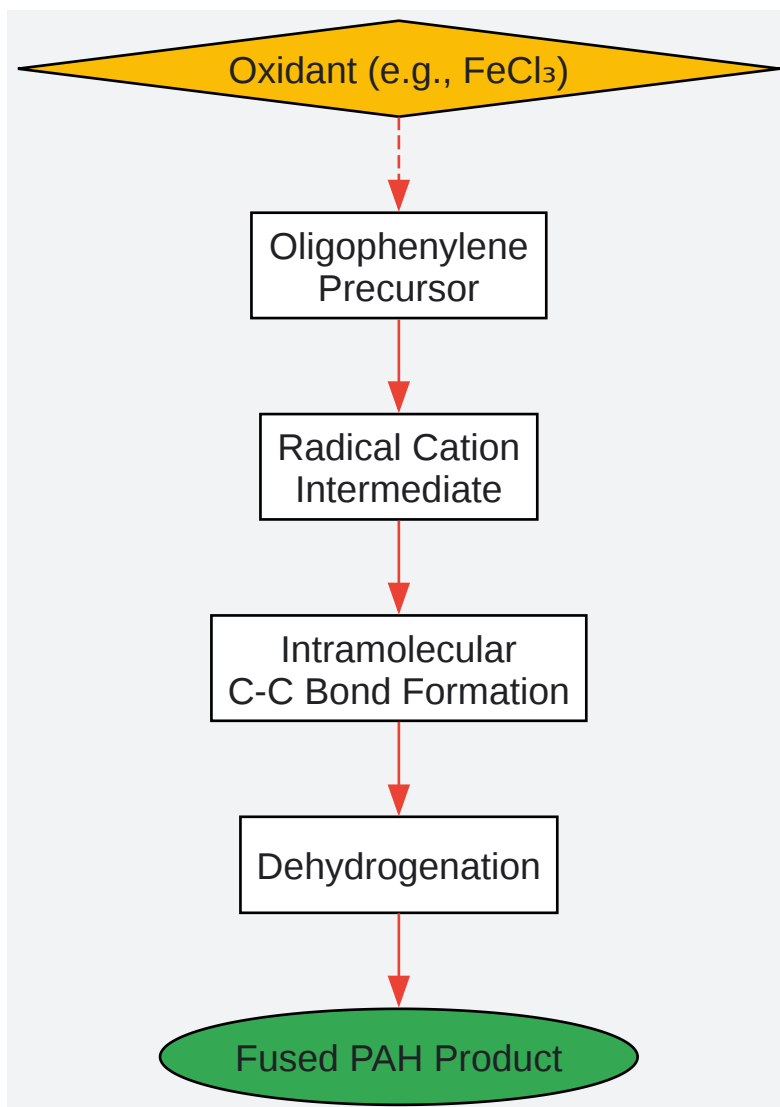 Oxidant (e.g., FeCl₃)
Oligophenylene
Precursor
Radical Cation
Intermediate
Intramolecular
C-C Bond Formation
Dehydrogenation
Fused PAH Product